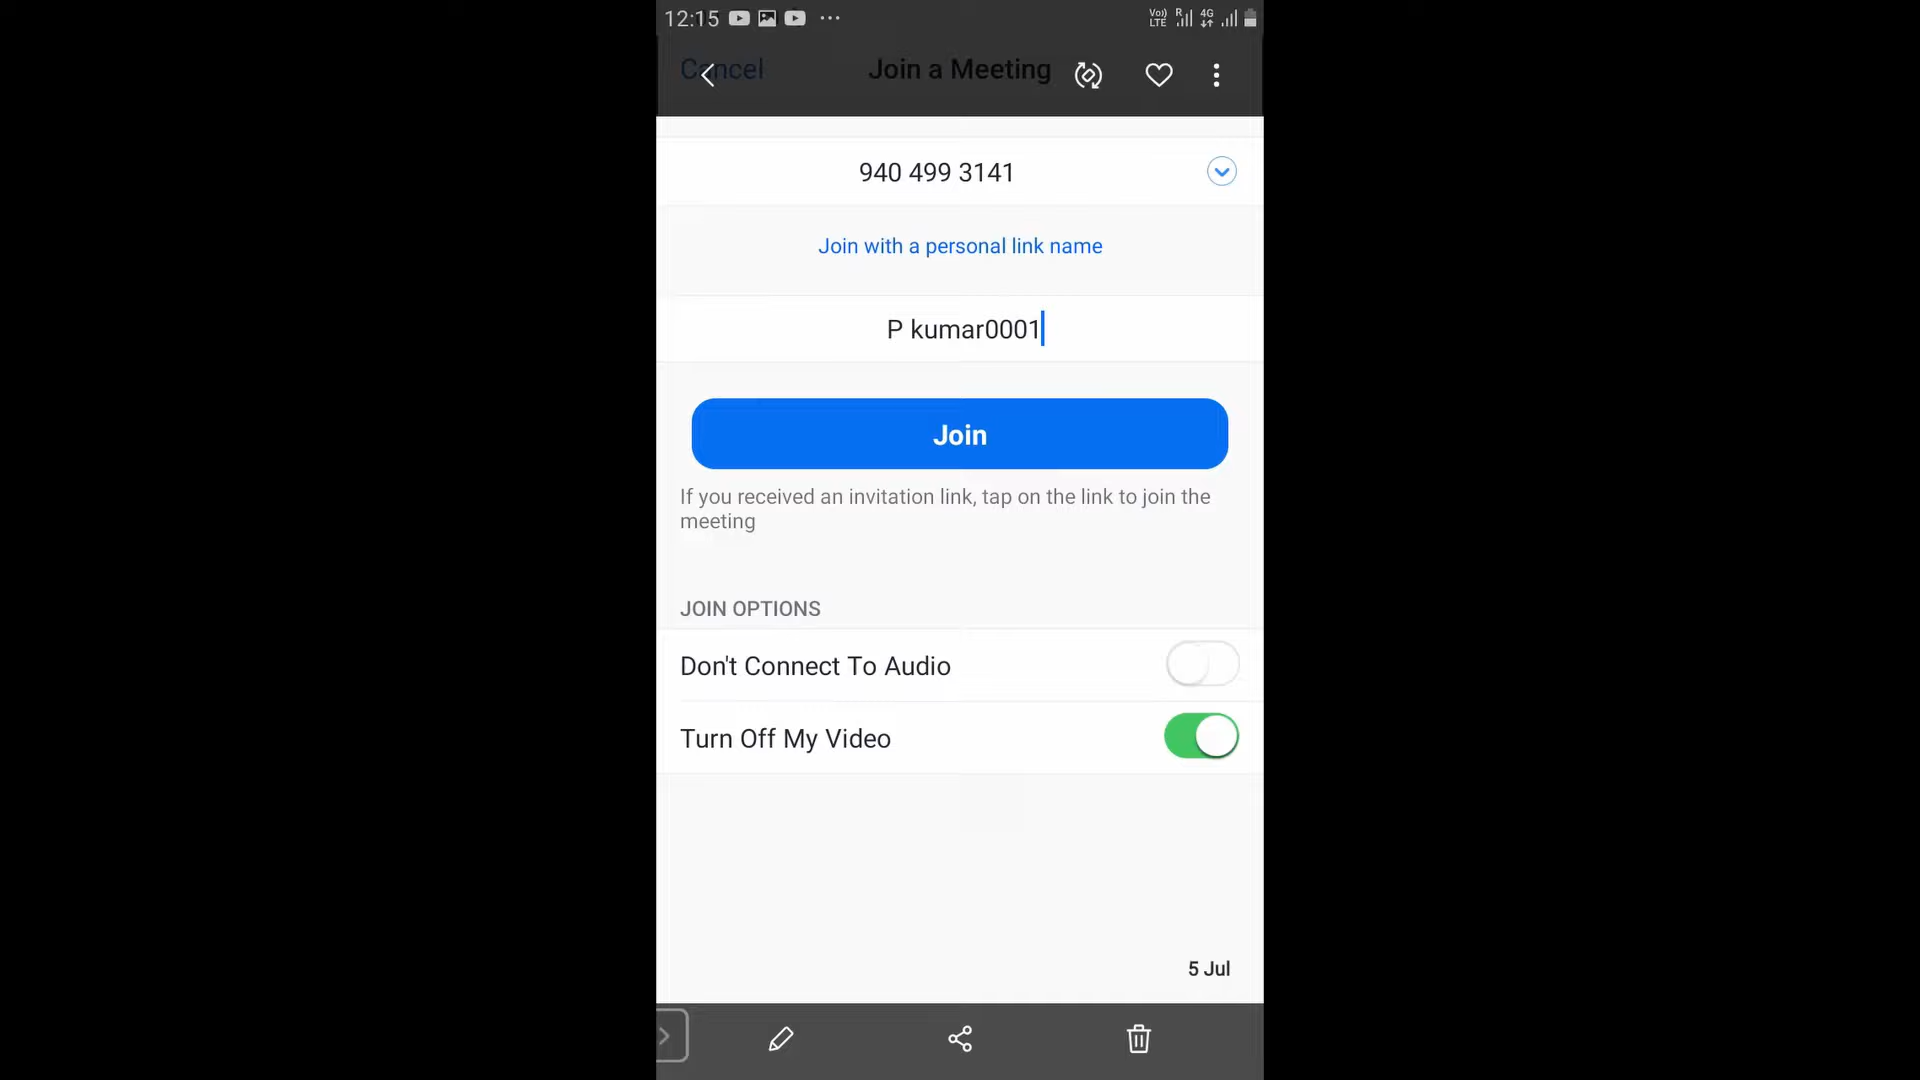 12:15 VoLTE R 4G
Cancel Join a Meeting
940 499 3141
Join with a personal link name
P kumar0001
Join
If you received an invitation link, tap on the link to join the
meeting
JOIN OPTIONS
Don't Connect To Audio
Turn Off My Video
5 Jul